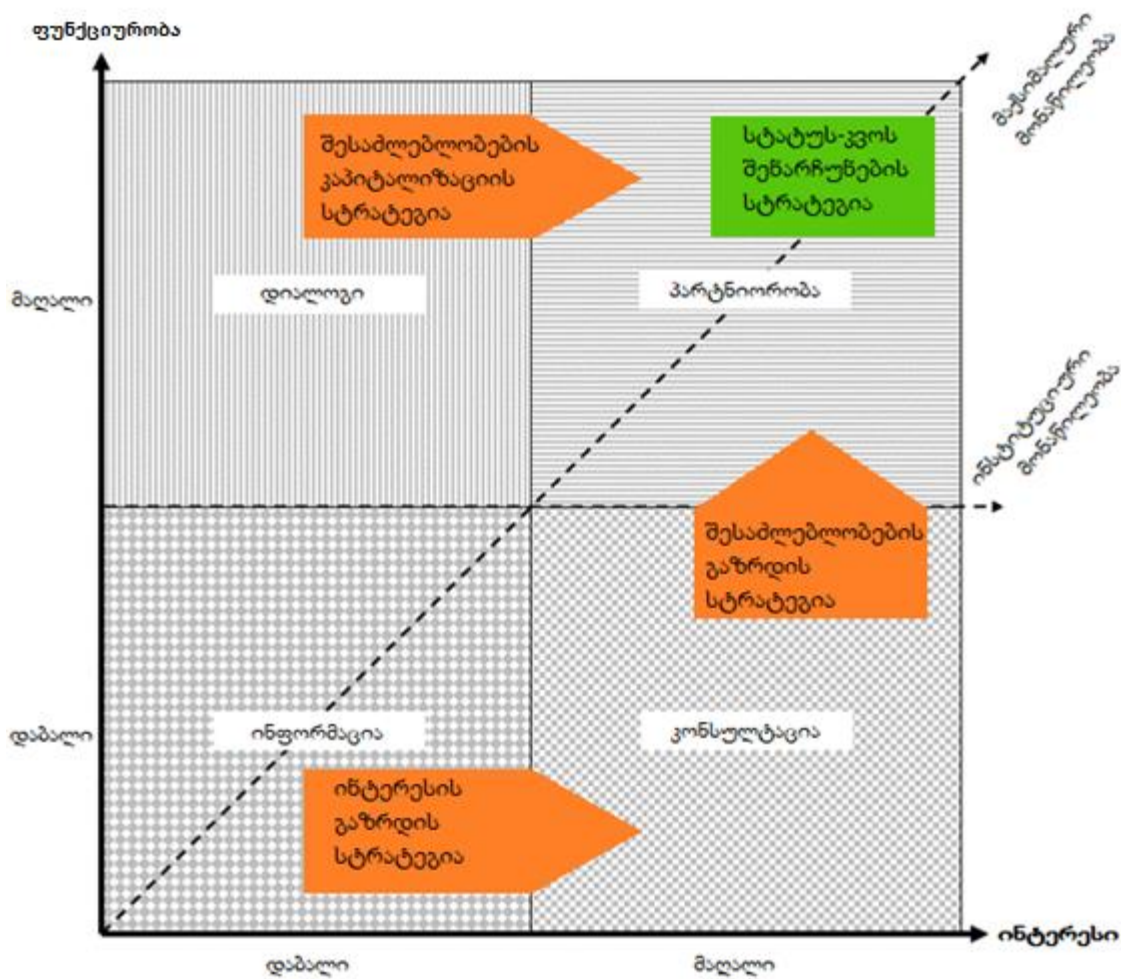 ფუნქციურობა
მაქსიმალური
მონაწილეობა
შესაძლებლობების
კაპიტალიზაციის
სტრატეგია
სტატუს-კვოს
შენარჩუნების
სტრატეგია
მაღალი
დიალოგი
პარტნიორობა
ინსტიტუციური
მონაწილეობა
შესაძლებლობების
გაზრდის
სტრატეგია
დაბალი
ინფორმაცია
კონსულტაცია
ინტერესის
გაზრდის
სტრატეგია
ინტერესი
დაბალი
მაღალი